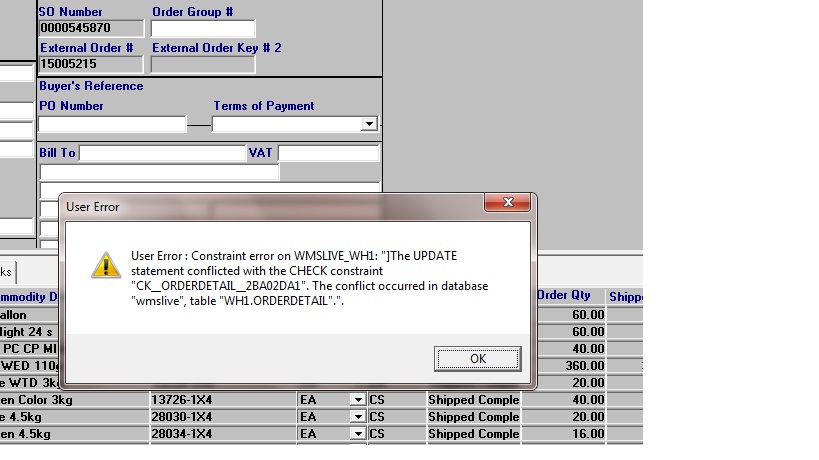 SO Number Order Group #
0000545870
External Order # External Order Key # 2
15005215
Buyer's Reference
PO Number Terms of Payment
Bill To VAT
User Error
User Error : Constraint error on WMSLIVE_WH1: "]The UPDATE
statement conflicted with the CHECK constraint
"CK__ORDERDETAIL__2BA02DA1". The conflict occurred in database
"wmslive", table "WH1.ORDERDETAIL".".
OK
ks
mmodity D Order Qty Shipp
allon 60.00
light 24 s 60.00
PC CP MI 40.00
WED 110g 360.00
e WTD 3kg 20.00
en Color 3kg 13726-1X4 EA CS Shipped Comple 40.00
e 4.5kg 28030-1X4 EA CS Shipped Comple 20.00
en 4.5kg 28034-1X4 EA CS Shipped Comple 16.00